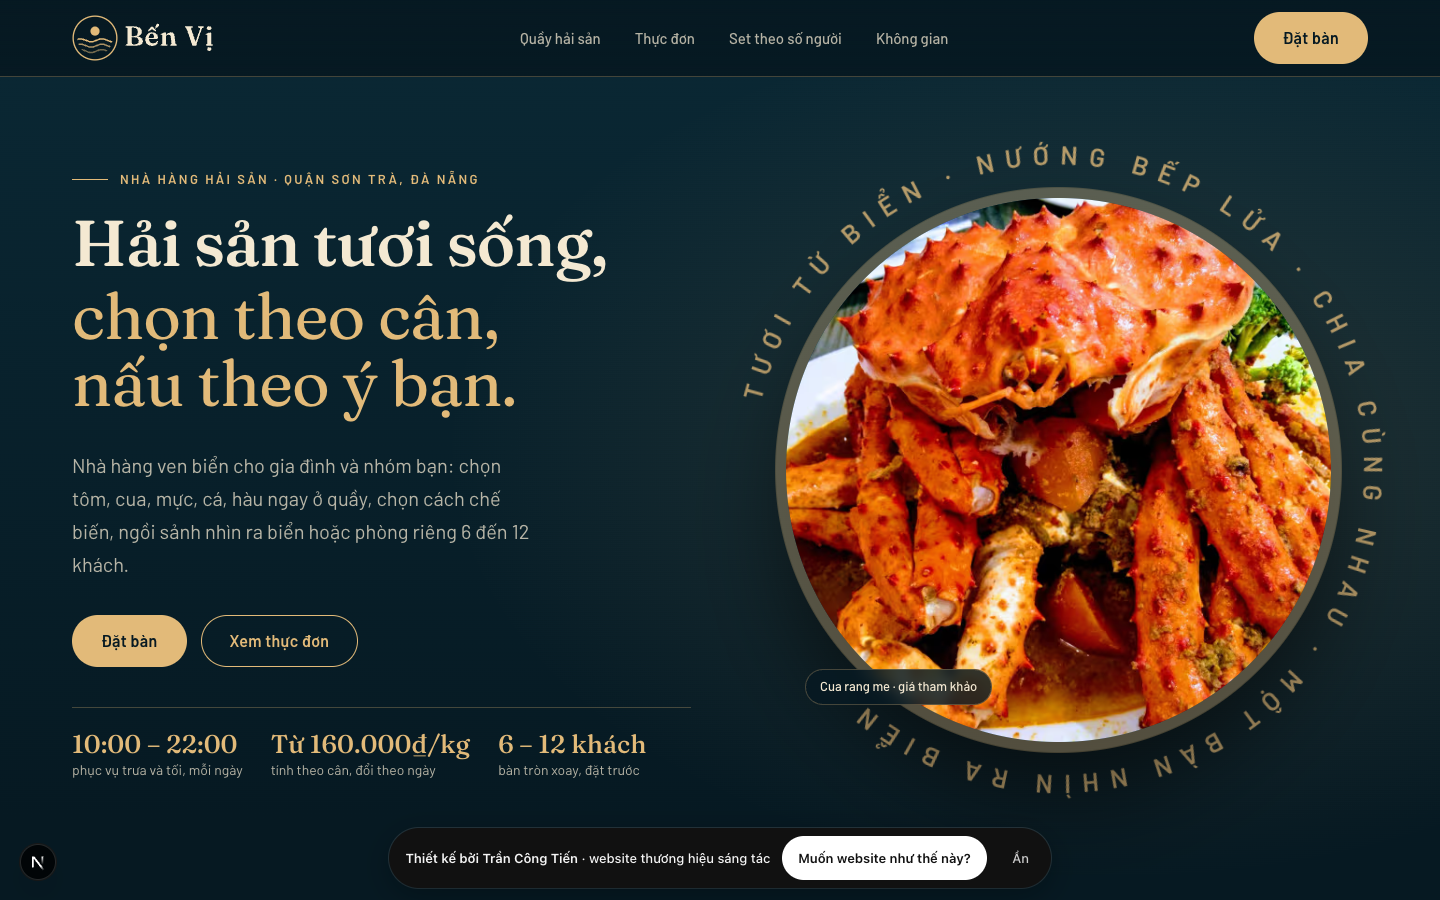 Bến Vị
Quầy hải sản
Thực đơn
Set theo số người
Không gian
Đặt bàn
NHÀ HÀNG HẢI SẢN · QUẬN SƠN TRÀ, ĐÀ NẴNG
Hải sản tươi sống,
chọn theo cân,
nấu theo ý bạn.
Nhà hàng ven biển cho gia đình và nhóm bạn: chọn
tôm, cua, mực, cá, hàu ngay ở quầy, chọn cách chế
biến, ngồi sảnh nhìn ra biển hoặc phòng riêng 6 đến 12
khách.
Đặt bàn
Xem thực đơn
10:00 – 22:00
phục vụ trưa và tối, mỗi ngày
Từ 160.000₫/kg
tính theo cân, đổi theo ngày
6 – 12 khách
bàn tròn xoay, đặt trước
TƯƠI TỪ BIỂN · NƯỚNG BẾP LỬA · CHIA CÙNG NHAU · MỘT BÀN NHÌN RA BIỂN
Cua rang me · giá tham khảo
Thiết kế bởi Trần Công Tiến · website thương hiệu sáng tác
Muốn website như thế này?
Ẩn
N